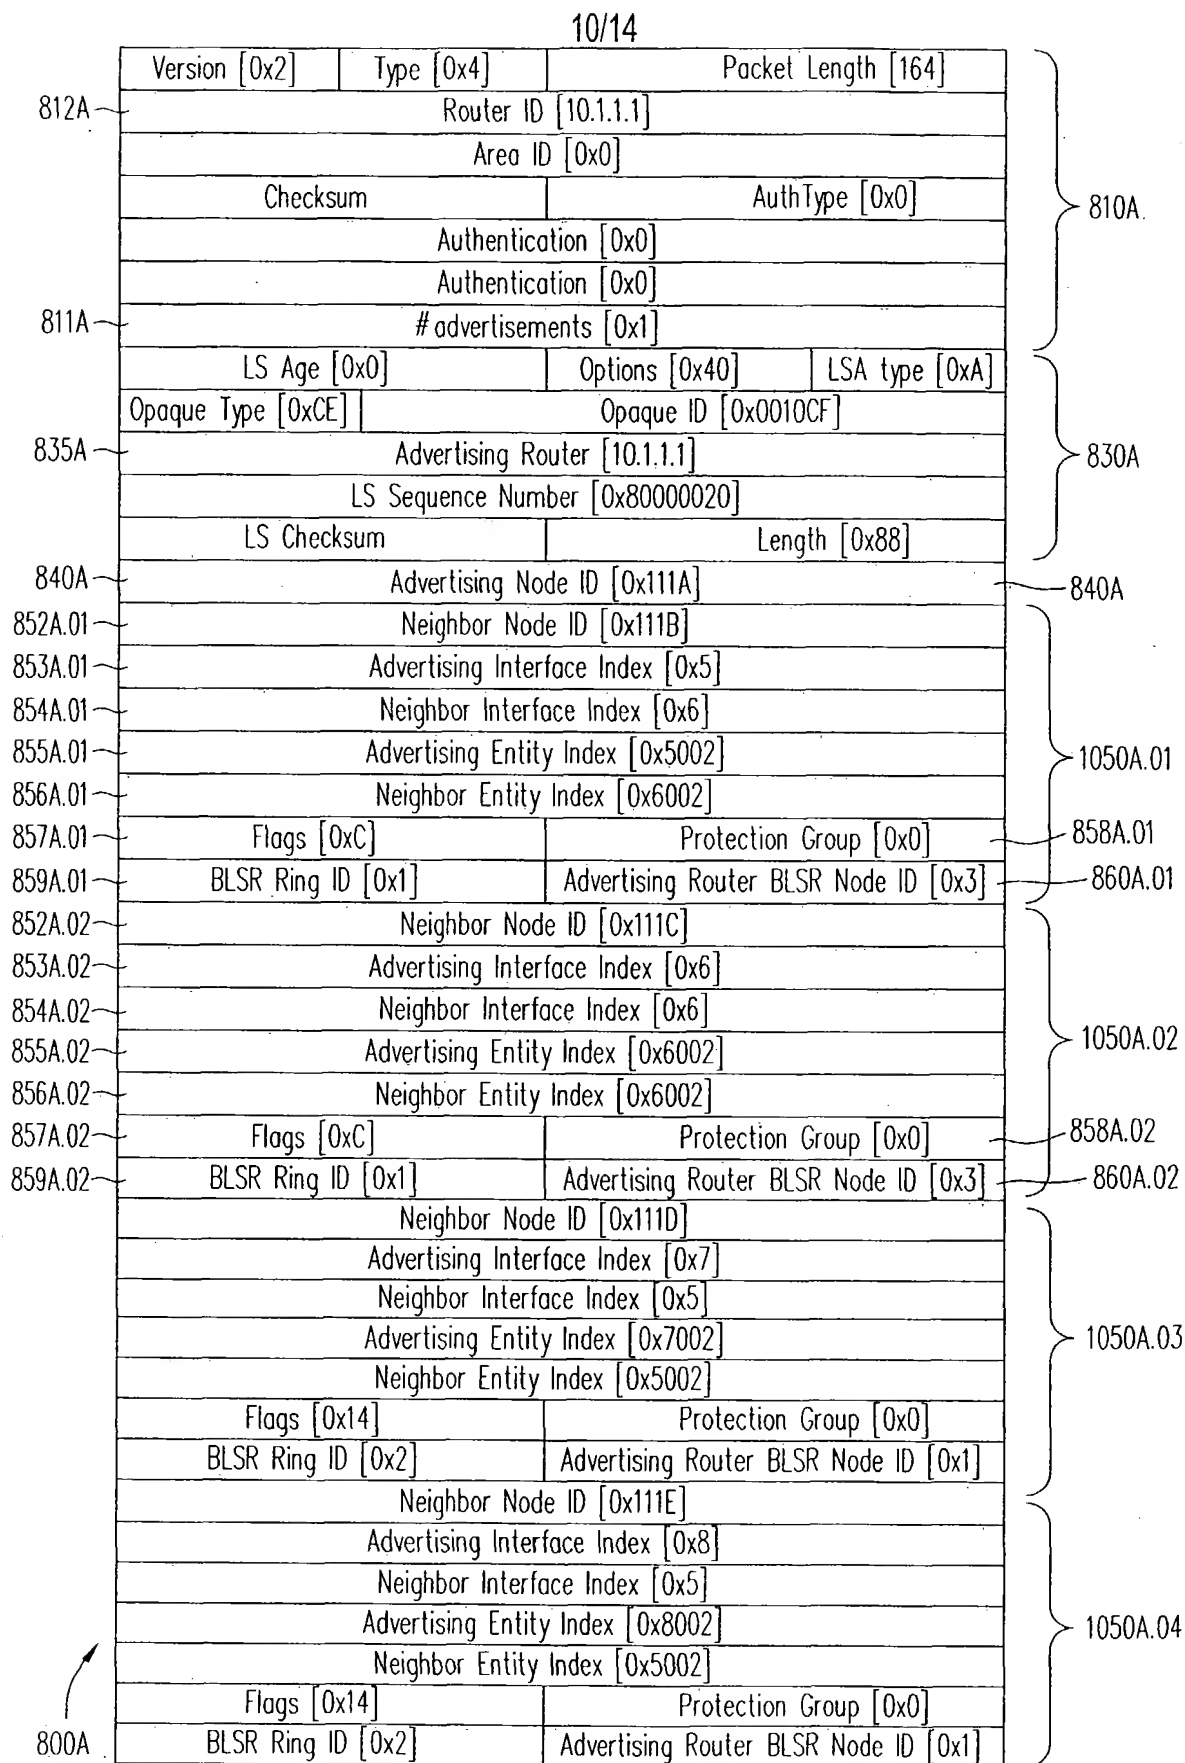 10/14
Version [0x2] Type [0x4] Packet Length [164]
812A Router ID [10.1.1.1]
Area ID [0x0]
Checksum AuthType [0x0] 810A.
Authentication [0x0]
Authentication [0x0]
811A # advertisements [0x1]
LS Age [0x0] Options [0x40] LSA type [0xA]
Opaque Type [0xCE] Opaque ID [0x0010CF]
835A Advertising Router [10.1.1.1] 830A
LS Sequence Number [0x80000020]
LS Checksum Length [0x88]
840A Advertising Node ID [0x111A] 840A
852A.01 Neighbor Node ID [0x111B]
853A.01 Advertising Interface Index [0x5]
854A.01 Neighbor Interface Index [0x6]
855A.01 Advertising Entity Index [0x5002] 1050A.01
856A.01 Neighbor Entity Index [0x6002]
857A.01 Flags [0xC] Protection Group [0x0] 858A.01
859A.01 BLSR Ring ID [0x1] Advertising Router BLSR Node ID [0x3] 860A.01
852A.02 Neighbor Node ID [0x111C]
853A.02 Advertising Interface Index [0x6]
854A.02 Neighbor Interface Index [0x6]
855A.02 Advertising Entity Index [0x6002] 1050A.02
856A.02 Neighbor Entity Index [0x6002]
857A.02 Flags [0xC] Protection Group [0x0] 858A.02
859A.02 BLSR Ring ID [0x1] Advertising Router BLSR Node ID [0x3] 860A.02
Neighbor Node ID [0x111D]
Advertising Interface Index [0x7]
Neighbor Interface Index [0x5]
Advertising Entity Index [0x7002] 1050A.03
Neighbor Entity Index [0x5002]
Flags [0x14] Protection Group [0x0]
BLSR Ring ID [0x2] Advertising Router BLSR Node ID [0x1]
Neighbor Node ID [0x111E]
Advertising Interface Index [0x8]
Neighbor Interface Index [0x5]
Advertising Entity Index [0x8002] 1050A.04
Neighbor Entity Index [0x5002]
Flags [0x14] Protection Group [0x0]
800A BLSR Ring ID [0x2] Advertising Router BLSR Node ID [0x1]